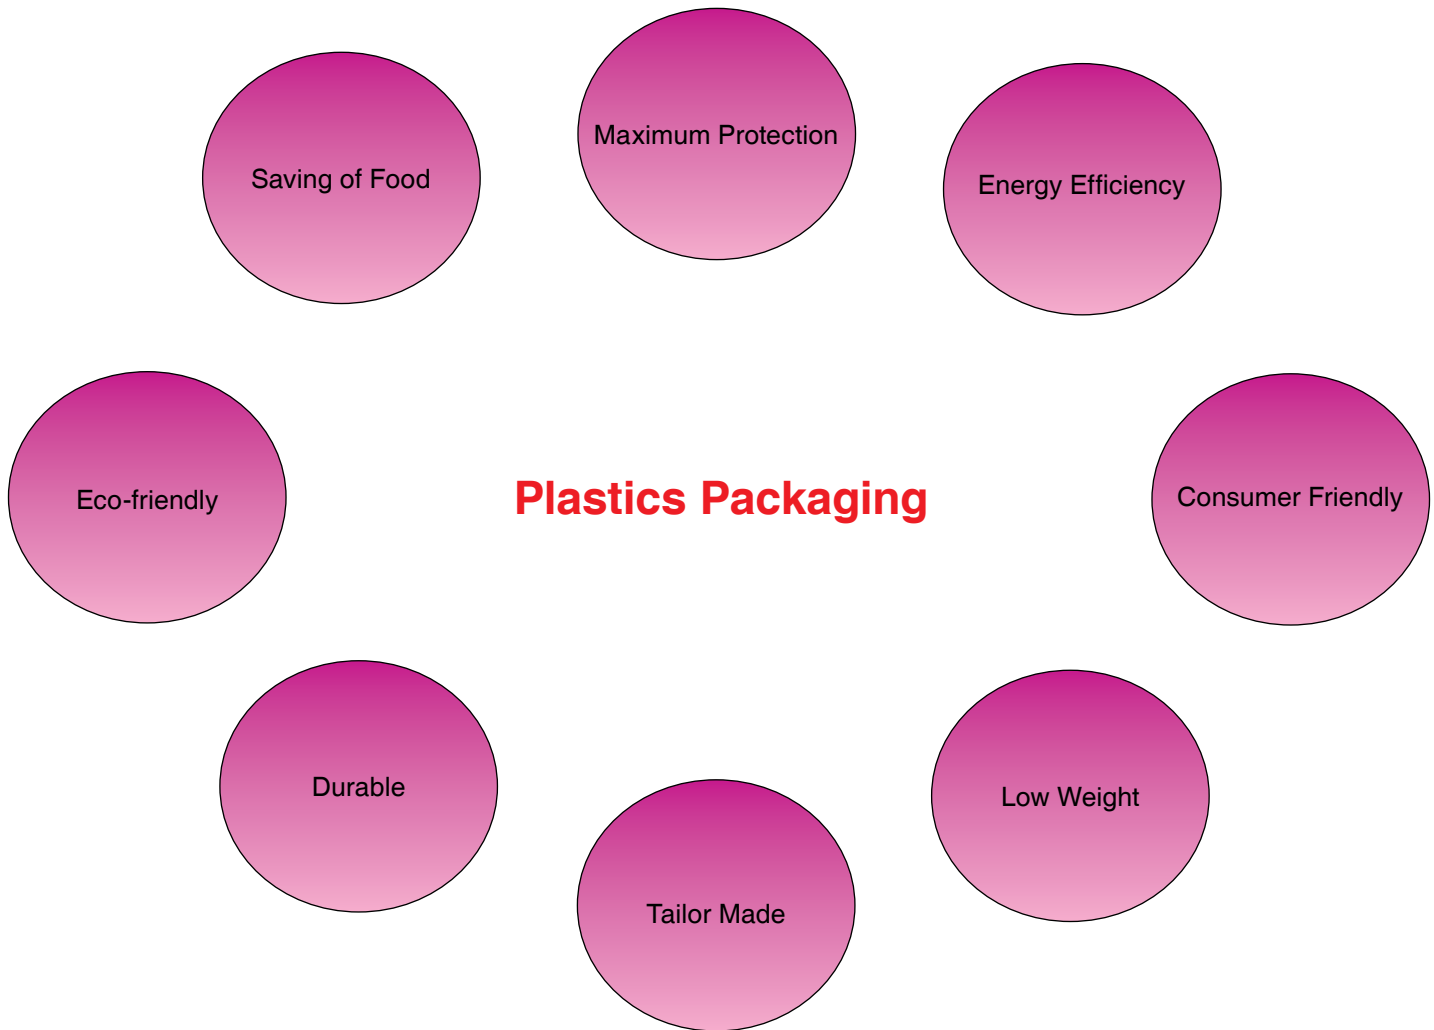 Maximum Protection
Saving of Food
Energy Efficiency
Eco-friendly
Plastics Packaging
Consumer Friendly
Durable
Low Weight
Tailor Made